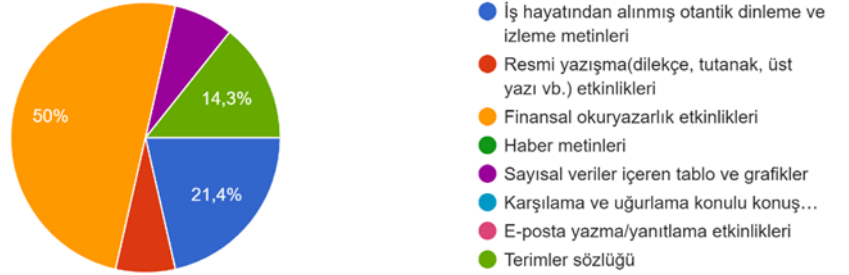 50%
14,3%
21,4%
İş hayatından alınmış otantik dinleme ve
izleme metinleri
Resmi yazışma(dilekçe, tutanak, üst
yazı vb.) etkinlikleri
Finansal okuryazarlık etkinlikleri
Haber metinleri
Sayısal veriler içeren tablo ve grafikler
Karşılama ve uğurlama konulu konuş…
E-posta yazma/yanıtlama etkinlikleri
Terimler sözlüğü